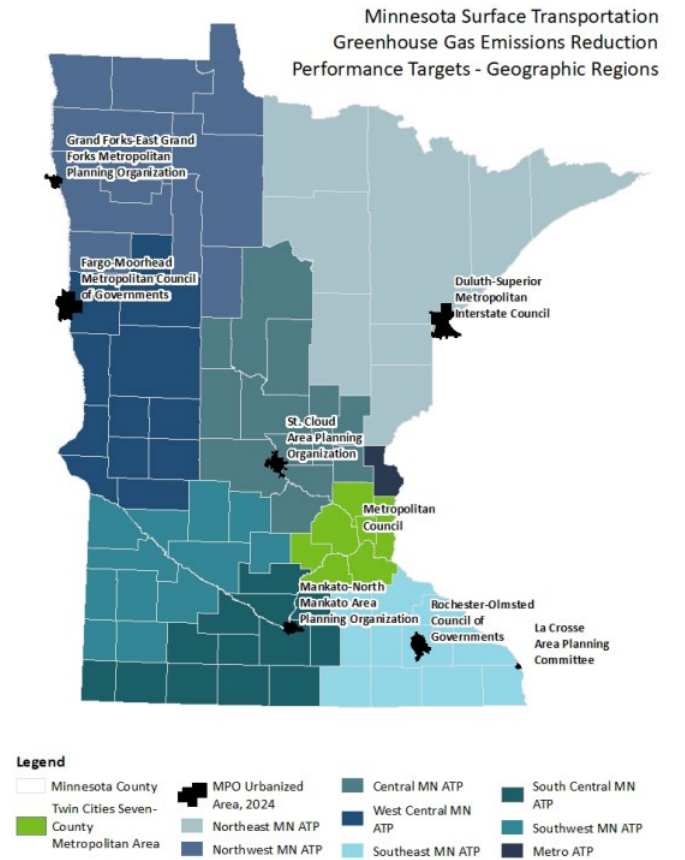 Minnesota Surface Transportation
Greenhouse Gas Emissions Reduction
Performance Targets - Geographic Regions
Grand Forks-East Grand
Forks Metropolitan
Planning Organization
Fargo-Moorhead
Metropolitan Council
of Governments
Duluth-Superior
Metropolitan
Interstate Council
St. Cloud
Area Planning
Organization
Metropolitan
Council
Mankato-North
Mankato Area
Planning Organization
Rochester-Olmsted
Council of
Governments
La Crosse
Area Planning
Committee
Legend
Minnesota County
Twin Cities Seven-
County
Metropolitan Area
MPO Urbanized
Area, 2024
Northeast MN ATP
Northwest MN ATP
Central MN ATP
West Central MN
ATP
Southeast MN ATP
South Central MN
ATP
Southwest MN ATP
Metro ATP